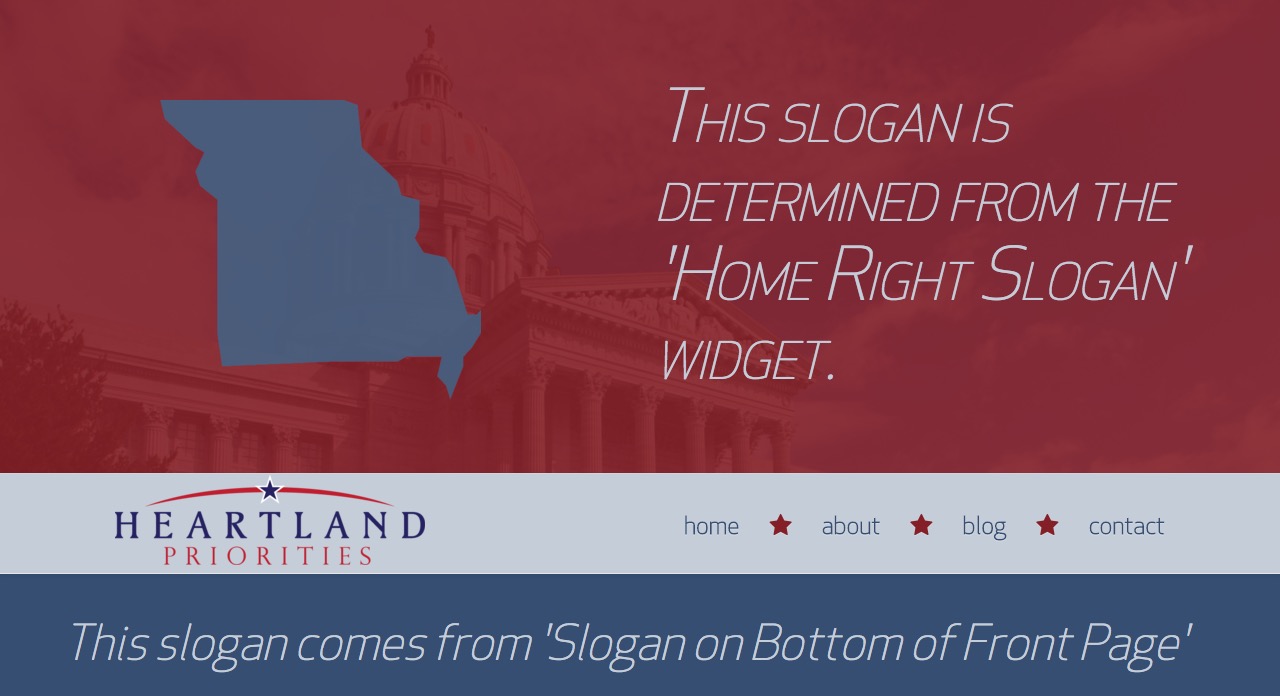 This slogan is
determined from the
'Home Right Slogan'
widget.
HEARTLAND
PRIORITIES
home about blog contact
This slogan comes from 'Slogan on Bottom of Front Page'